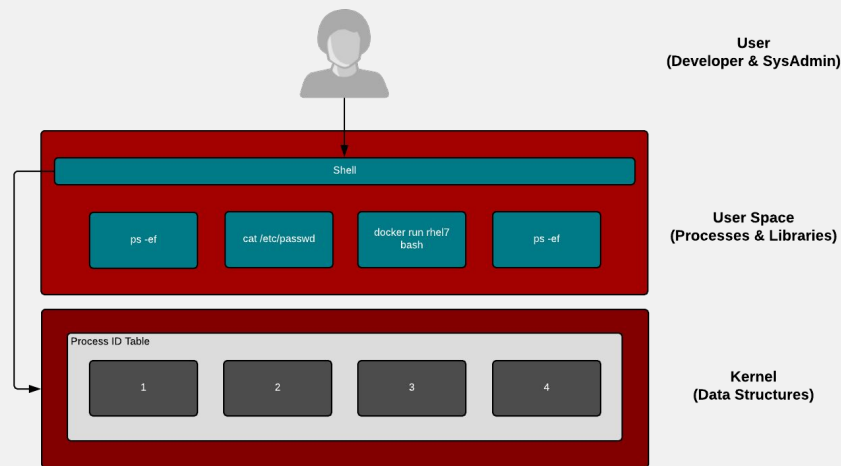 User
(Developer & SysAdmin)
Shell
ps -ef
cat /etc/passwd
docker run rhel7
bash
ps -ef
User Space
(Processes & Libraries)
Process ID Table
1
2
3
4
Kernel
(Data Structures)